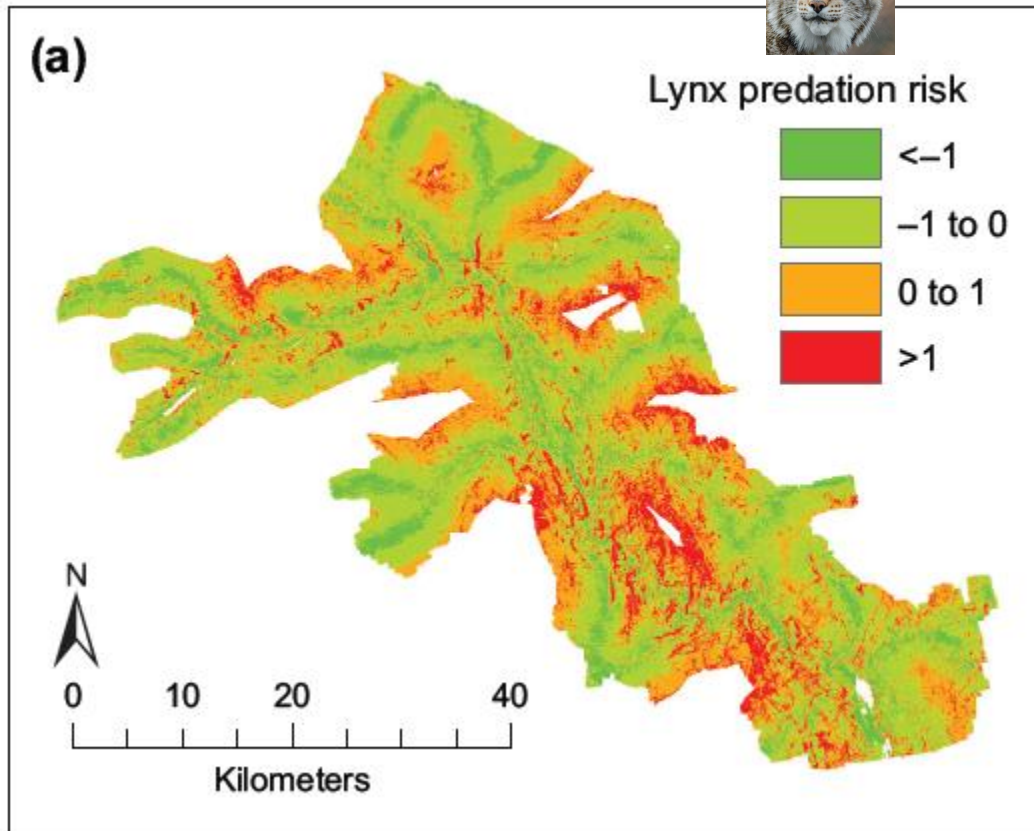 (a)
Lynx predation risk
<–1
–1 to 0
0 to 1
>1
N
0 10 20 40
Kilometers